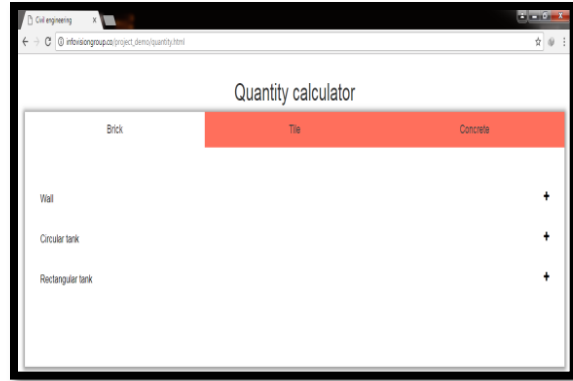 Civil engineering
infovisiongroup.co/project_demo/quantity.html
Quantity calculator
Brick Tile Concrete
Wall +
Circular tank +
Rectangular tank +